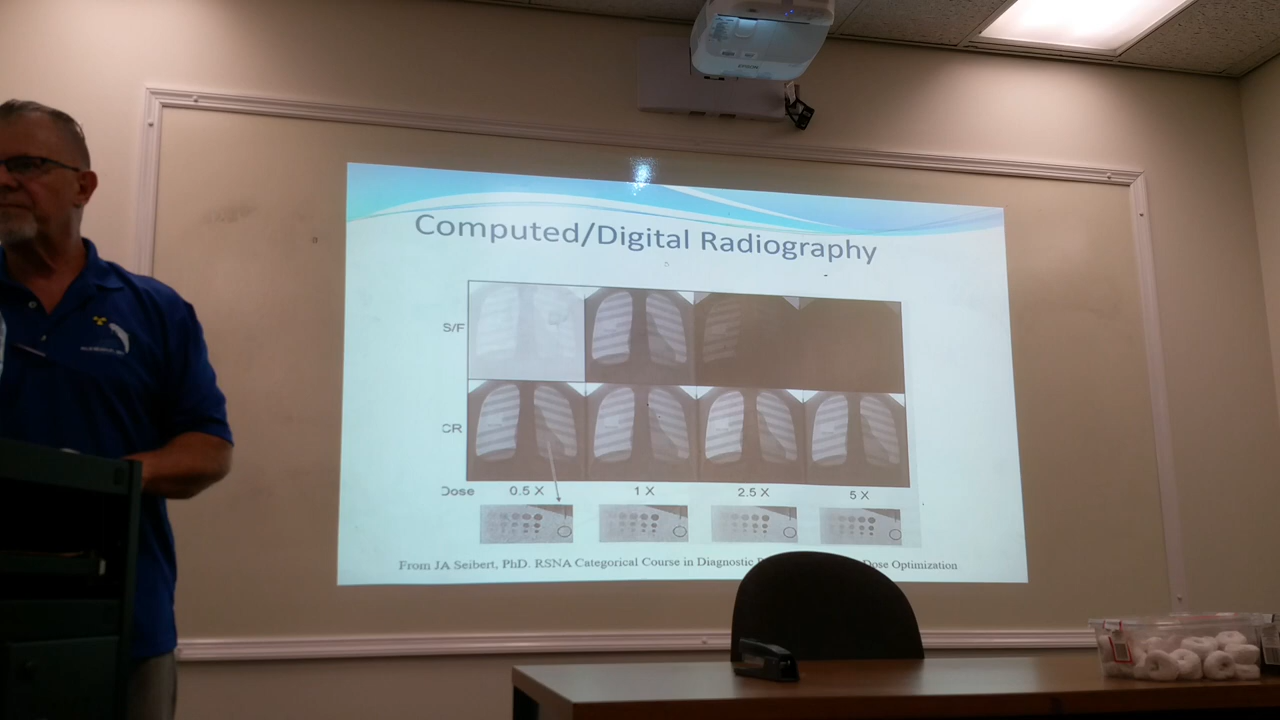 Computed/Digital Radiography
S/F
CR
Dose 0.5 X 1 X 2.5 X 5 X
From JA Seibert, PhD. RSNA Categorical Course in Diagnostic Dose Optimization